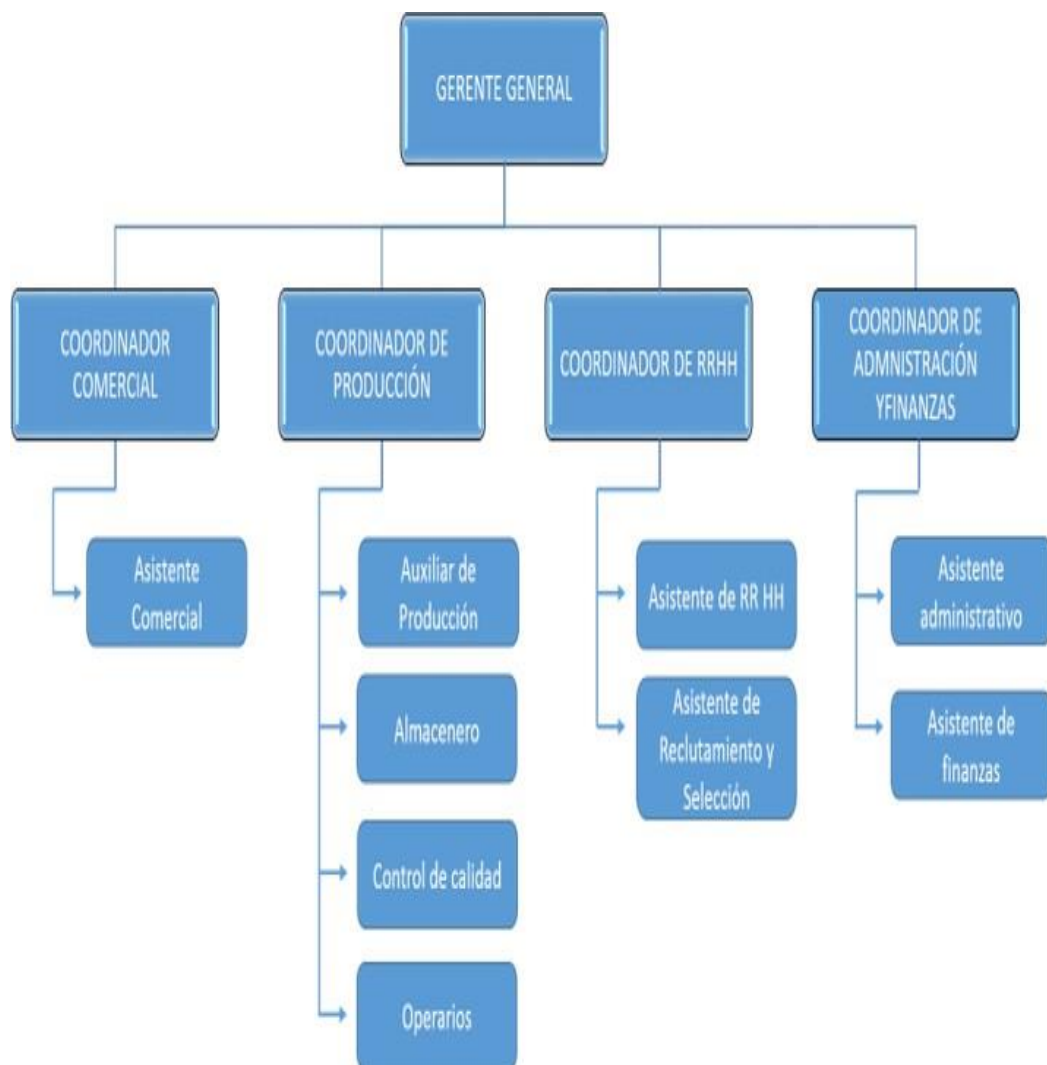 GERENTE GENERAL
COORDINADOR
COMERCIAL
COORDINADOR DE
PRODUCCIÓN
COORDINADOR DE RRHH
COORDINADOR DE
ADMNISTRACIÓN
YFINANZAS
Asistente
Comercial
Auxiliar de
Producción
Almacenero
Control de calidad
Operarios
Asistente de RR HH
Asistente de
Reclutamiento y
Selección
Asistente
administrativo
Asistente de
finanzas